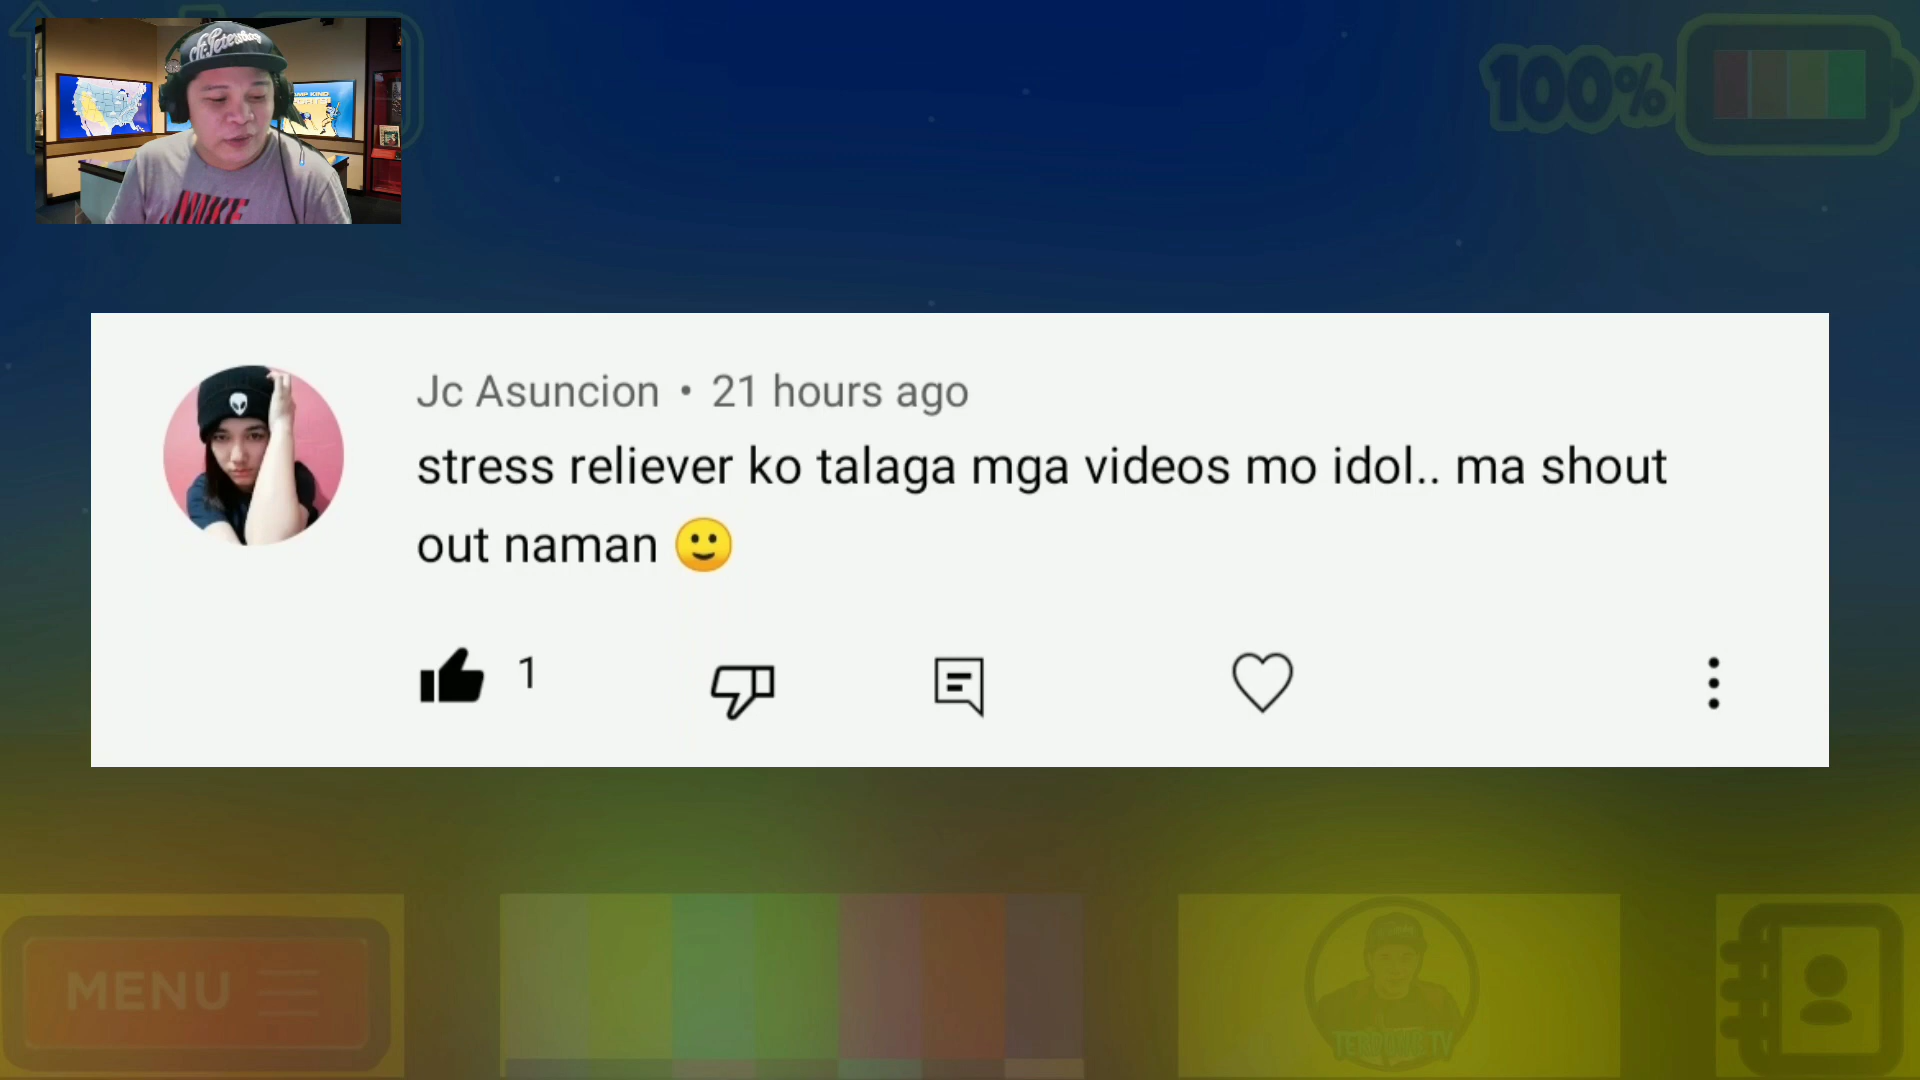 100%
NIKE
Jc Asuncion • 21 hours ago
stress reliever ko talaga mga videos mo idol.. ma shout
out naman 🙂
1
MENU